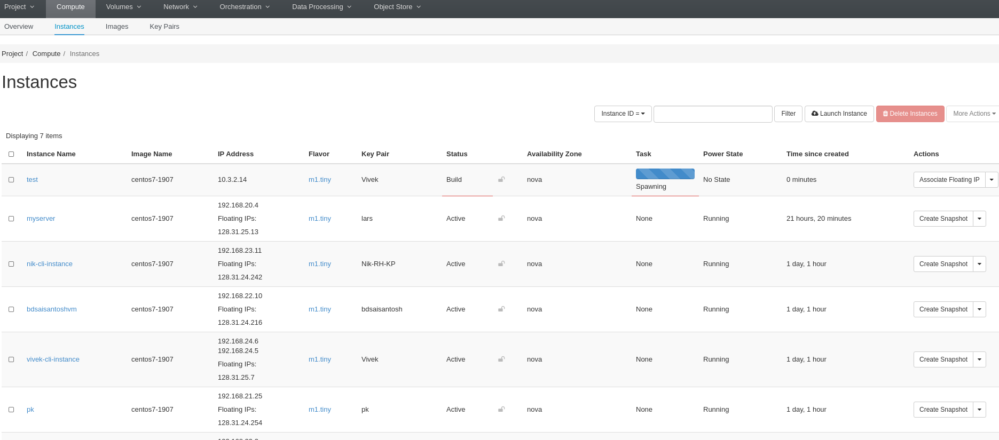 Project Compute Volumes Network Orchestration Data Processing Object Store
Overview Instances Images Key Pairs
Project / Compute / Instances
Instances
Instance ID = Filter Launch Instance Delete Instances More Actions
Displaying 7 items
Instance Name Image Name IP Address Flavor Key Pair Status Availability Zone Task Power State Time since created Actions
test centos7-1907 10.3.2.14 m1.tiny Vivek Build nova Spawning No State 0 minutes Associate Floating IP
192.168.20.4
myserver centos7-1907 Floating IPs: m1.tiny lars Active nova None Running 21 hours, 20 minutes Create Snapshot
128.31.25.13
192.168.23.11
nik-cli-instance centos7-1907 Floating IPs: m1.tiny Nik-RH-KP Active nova None Running 1 day, 1 hour Create Snapshot
128.31.24.242
192.168.22.10
bdsaisantoshvm centos7-1907 Floating IPs: m1.tiny bdsaisantosh Active nova None Running 1 day, 1 hour Create Snapshot
128.31.24.216
192.168.24.6
192.168.24.5
vivek-cli-instance centos7-1907 Floating IPs: m1.tiny Vivek Active nova None Running 1 day, 1 hour Create Snapshot
128.31.25.7
192.168.21.25
pk centos7-1907 Floating IPs: m1.tiny pk Active nova None Running 1 day, 1 hour Create Snapshot
128.31.24.254